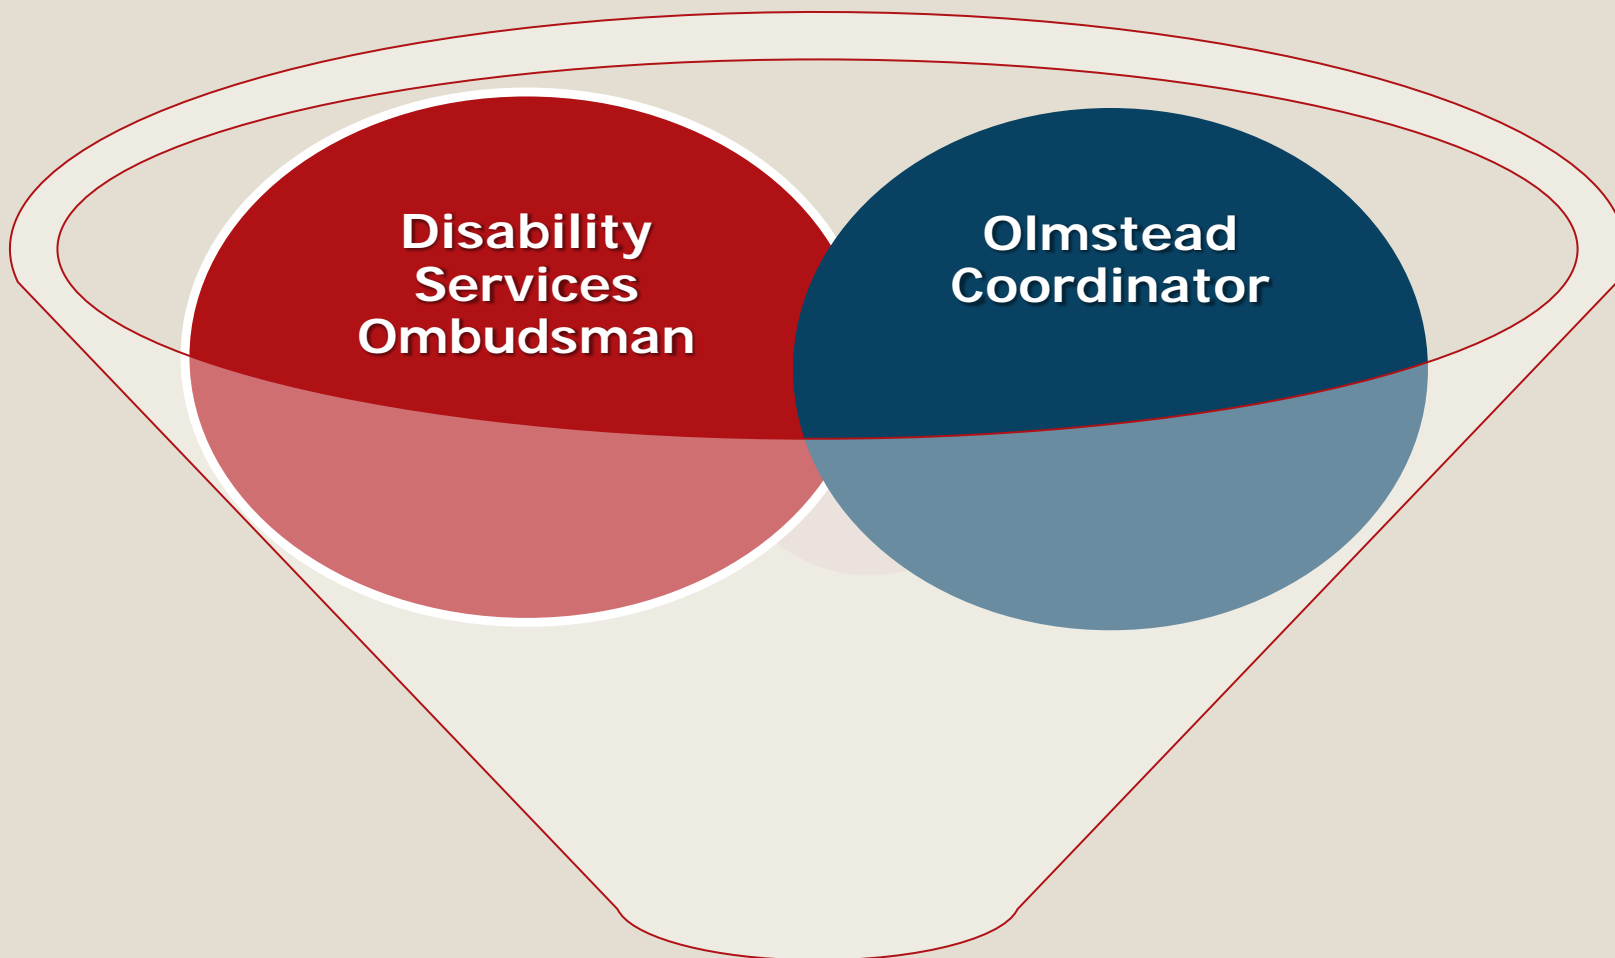 Disability
Services
Ombudsman
Olmstead
Coordinator